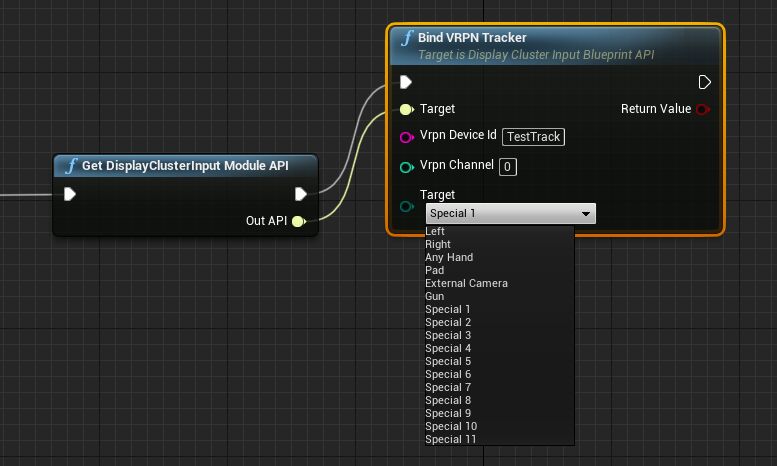 f Bind VRPN Tracker
Target is Display Cluster Input Blueprint API
Target
Return Value
Vrpn Device Id TestTrack
Vrpn Channel 0
f Get DisplayClusterInput Module API
Out API
Target
Special 1
Left
Right
Any Hand
Pad
External Camera
Gun
Special 1
Special 2
Special 3
Special 4
Special 5
Special 6
Special 7
Special 8
Special 9
Special 10
Special 11